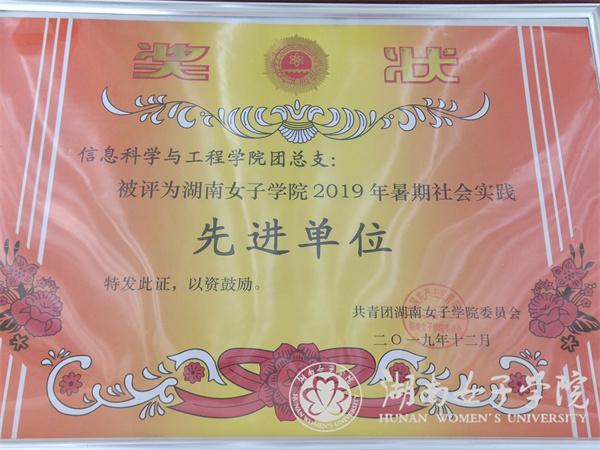 奖 状
信息科学与工程学院团总支：
被评为湖南女子学院2019年暑期社会实践
先进单位
特发此证，以资鼓励。
共青团湖南女子学院委员会
二〇一九年十二月
湖南女子学院
HUNAN WOMEN'S UNIVERSITY